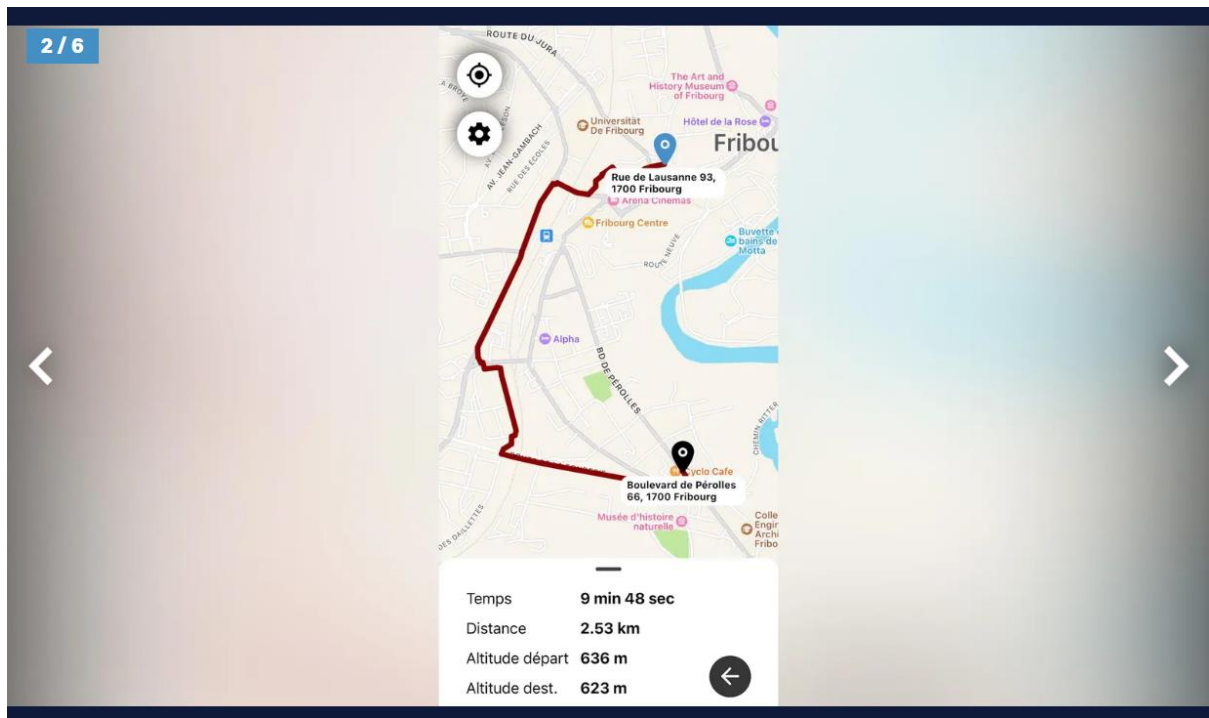 2 / 6
ROUTE DU JURA
The Art and
History Museum
of Fribourg
Universität
De Fribourg
Hôtel de la Rose
AV. JEAN-GAMBACH
RUE DES ÉCOLES
Rue de Lausanne 93,
1700 Fribourg
Arena Cinemas
Fribourg Centre
Buvette
bains de
Motta
ROUTE NEUVE
Alpha
BD DE PÉROLLES
CHEMIN RITTER
Cyclo Cafe
Boulevard de Pérolles
66, 1700 Fribourg
Musée d'histoire
naturelle
Colle
Engir
Archi
Fribo
DES DAILLETTES
Temps 9 min 48 sec
Distance 2.53 km
Altitude départ 636 m
Altitude dest. 623 m